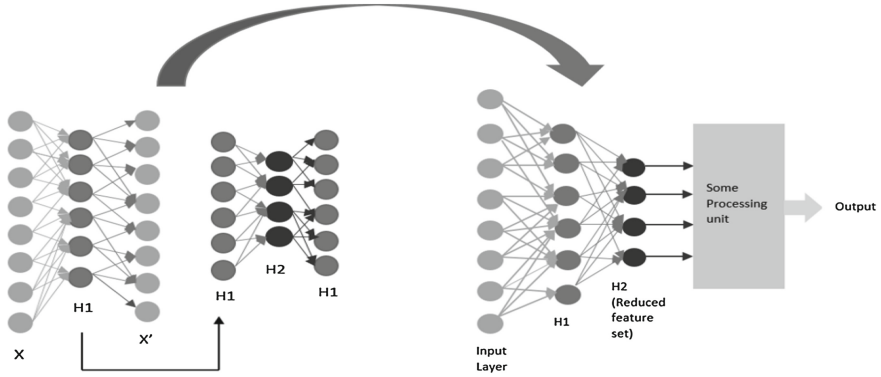 X
H1
X'
H1
H2
H1
Input
Layer
H1
H2
(Reduced
feature
set)
Some
Processing
unit
Output